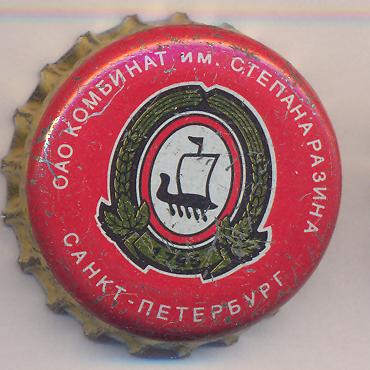 ОАО КОМБИНАТ им. СТЕПАНА РАЗИНА
САНКТ-ПЕТЕРБУРГ